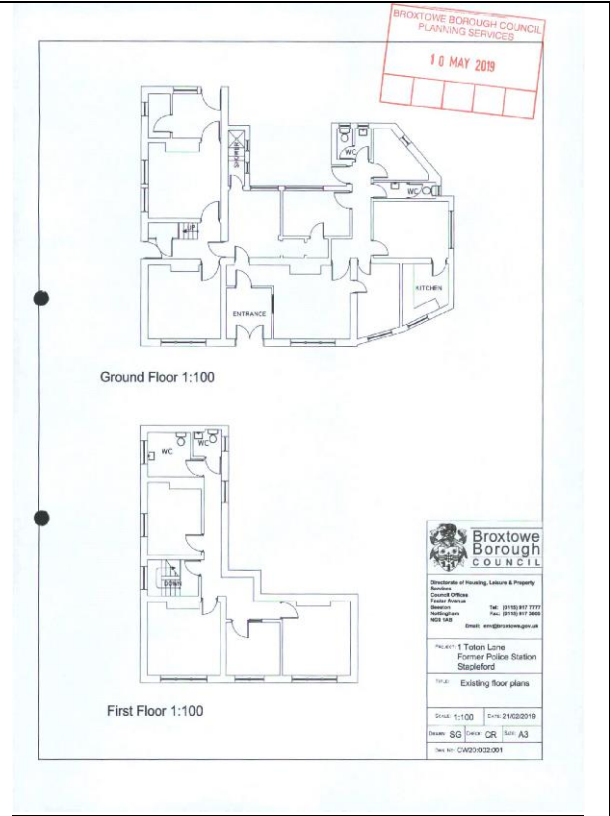 BROXTOWE BOROUGH COUNCIL
PLANNING SERVICES
10 MAY 2019
WC
SHOWER
WC
UP
KITCHEN
ENTRANCE
Ground Floor 1:100
WC
WC
DOWN
First Floor 1:100
Broxtowe
Borough
COUNCIL
Directorate of Housing, Leisure & Property
Services
Council Offices
Foster Avenue
Beeston Tel: (0115) 917 7777
Nottingham Fax: (0115) 917
NG9 1AB
Email:
PROJECT: 1 Toton Lane
Former Police Station
Stapleford
TITLE: Existing floor plans
SCALE: 1:100 DATE: 21/02/2019
DRAWN: SG CHECK: CR SIZE: A3
DWG NO: CW20:002:001